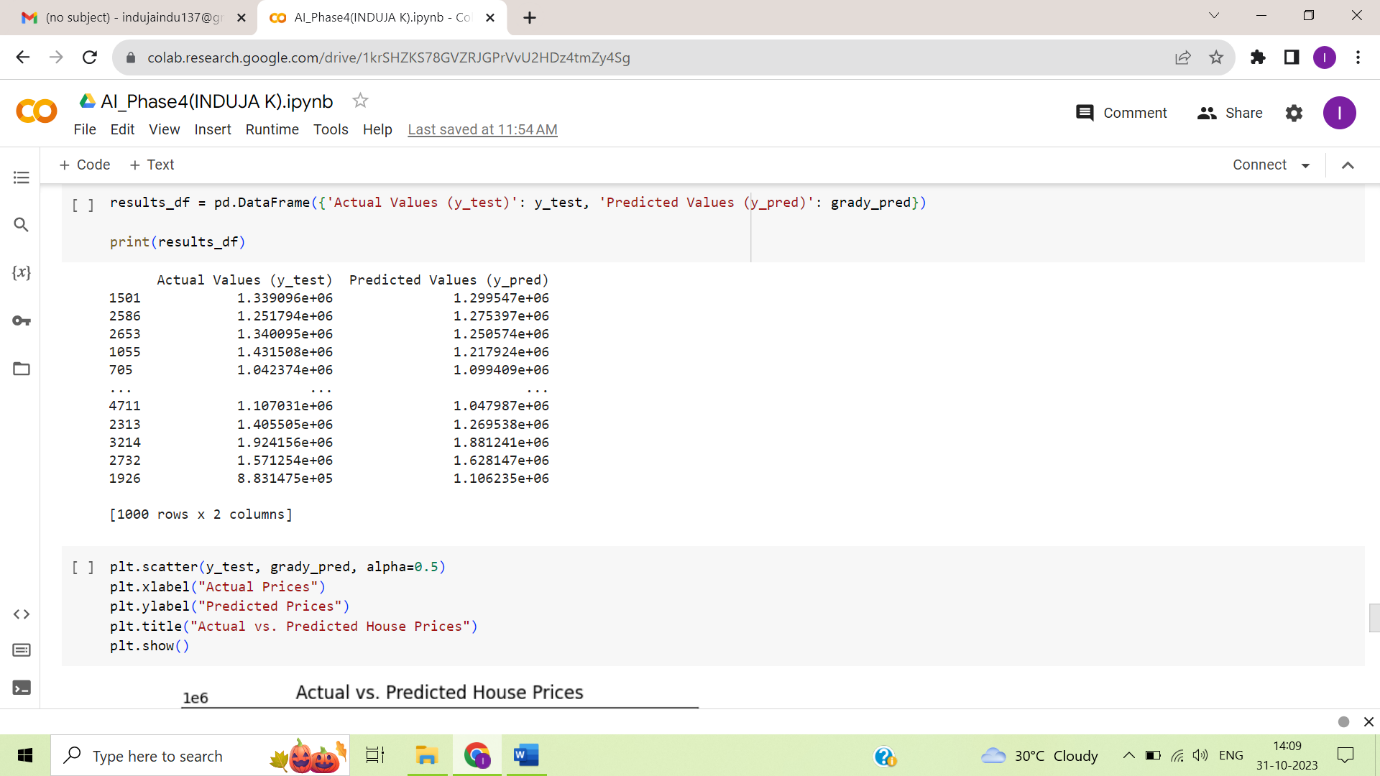 (no subject) - indujaindu137@gr
AI_Phase4(INDUJA K).ipynb - Co
colab.research.google.com/drive/1krSHZKS78GVZRJGPrVvU2HDz4tmZy4Sg
I
AI_Phase4(INDUJA K).ipynb
File Edit View Insert Runtime Tools Help Last saved at 11:54 AM
Comment Share I
+ Code + Text Connect
[ ] results_df = pd.DataFrame({'Actual Values (y_test)': y_test, 'Predicted Values (y_pred)': grady_pred})
print(results_df)
Actual Values (y_test) Predicted Values (y_pred)
1501 1.339096e+06 1.299547e+06
2586 1.251794e+06 1.275397e+06
2653 1.340095e+06 1.250574e+06
1055 1.431508e+06 1.217924e+06
705 1.042374e+06 1.099409e+06
... ... ...
4711 1.107031e+06 1.047987e+06
2313 1.405505e+06 1.269538e+06
3214 1.924156e+06 1.881241e+06
2732 1.571254e+06 1.628147e+06
1926 8.831475e+05 1.106235e+06
[1000 rows x 2 columns]
[ ] plt.scatter(y_test, grady_pred, alpha=0.5)
plt.xlabel("Actual Prices")
plt.ylabel("Predicted Prices")
plt.title("Actual vs. Predicted House Prices")
plt.show()
1e6 Actual vs. Predicted House Prices
Type here to search
30°C Cloudy
ENG
14:09
31-10-2023